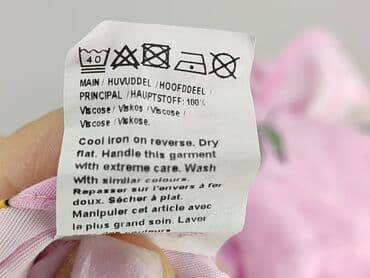 40
MAIN / HUVUDDEL / HOOFDDEEL /
PRINCIPAL / HAUPTSTOFF: 100%
Viscose / Viskos / Viscose /
Viscose / Viskose.
Cool iron on reverse. Dry
flat. Handle this garment
with extreme care. Wash
with similar colours.
Repasser sur l'envers à fer
doux. Sécher à plat.
Manipuler cet article avec
le plus grand soin. Laver
des couleurs